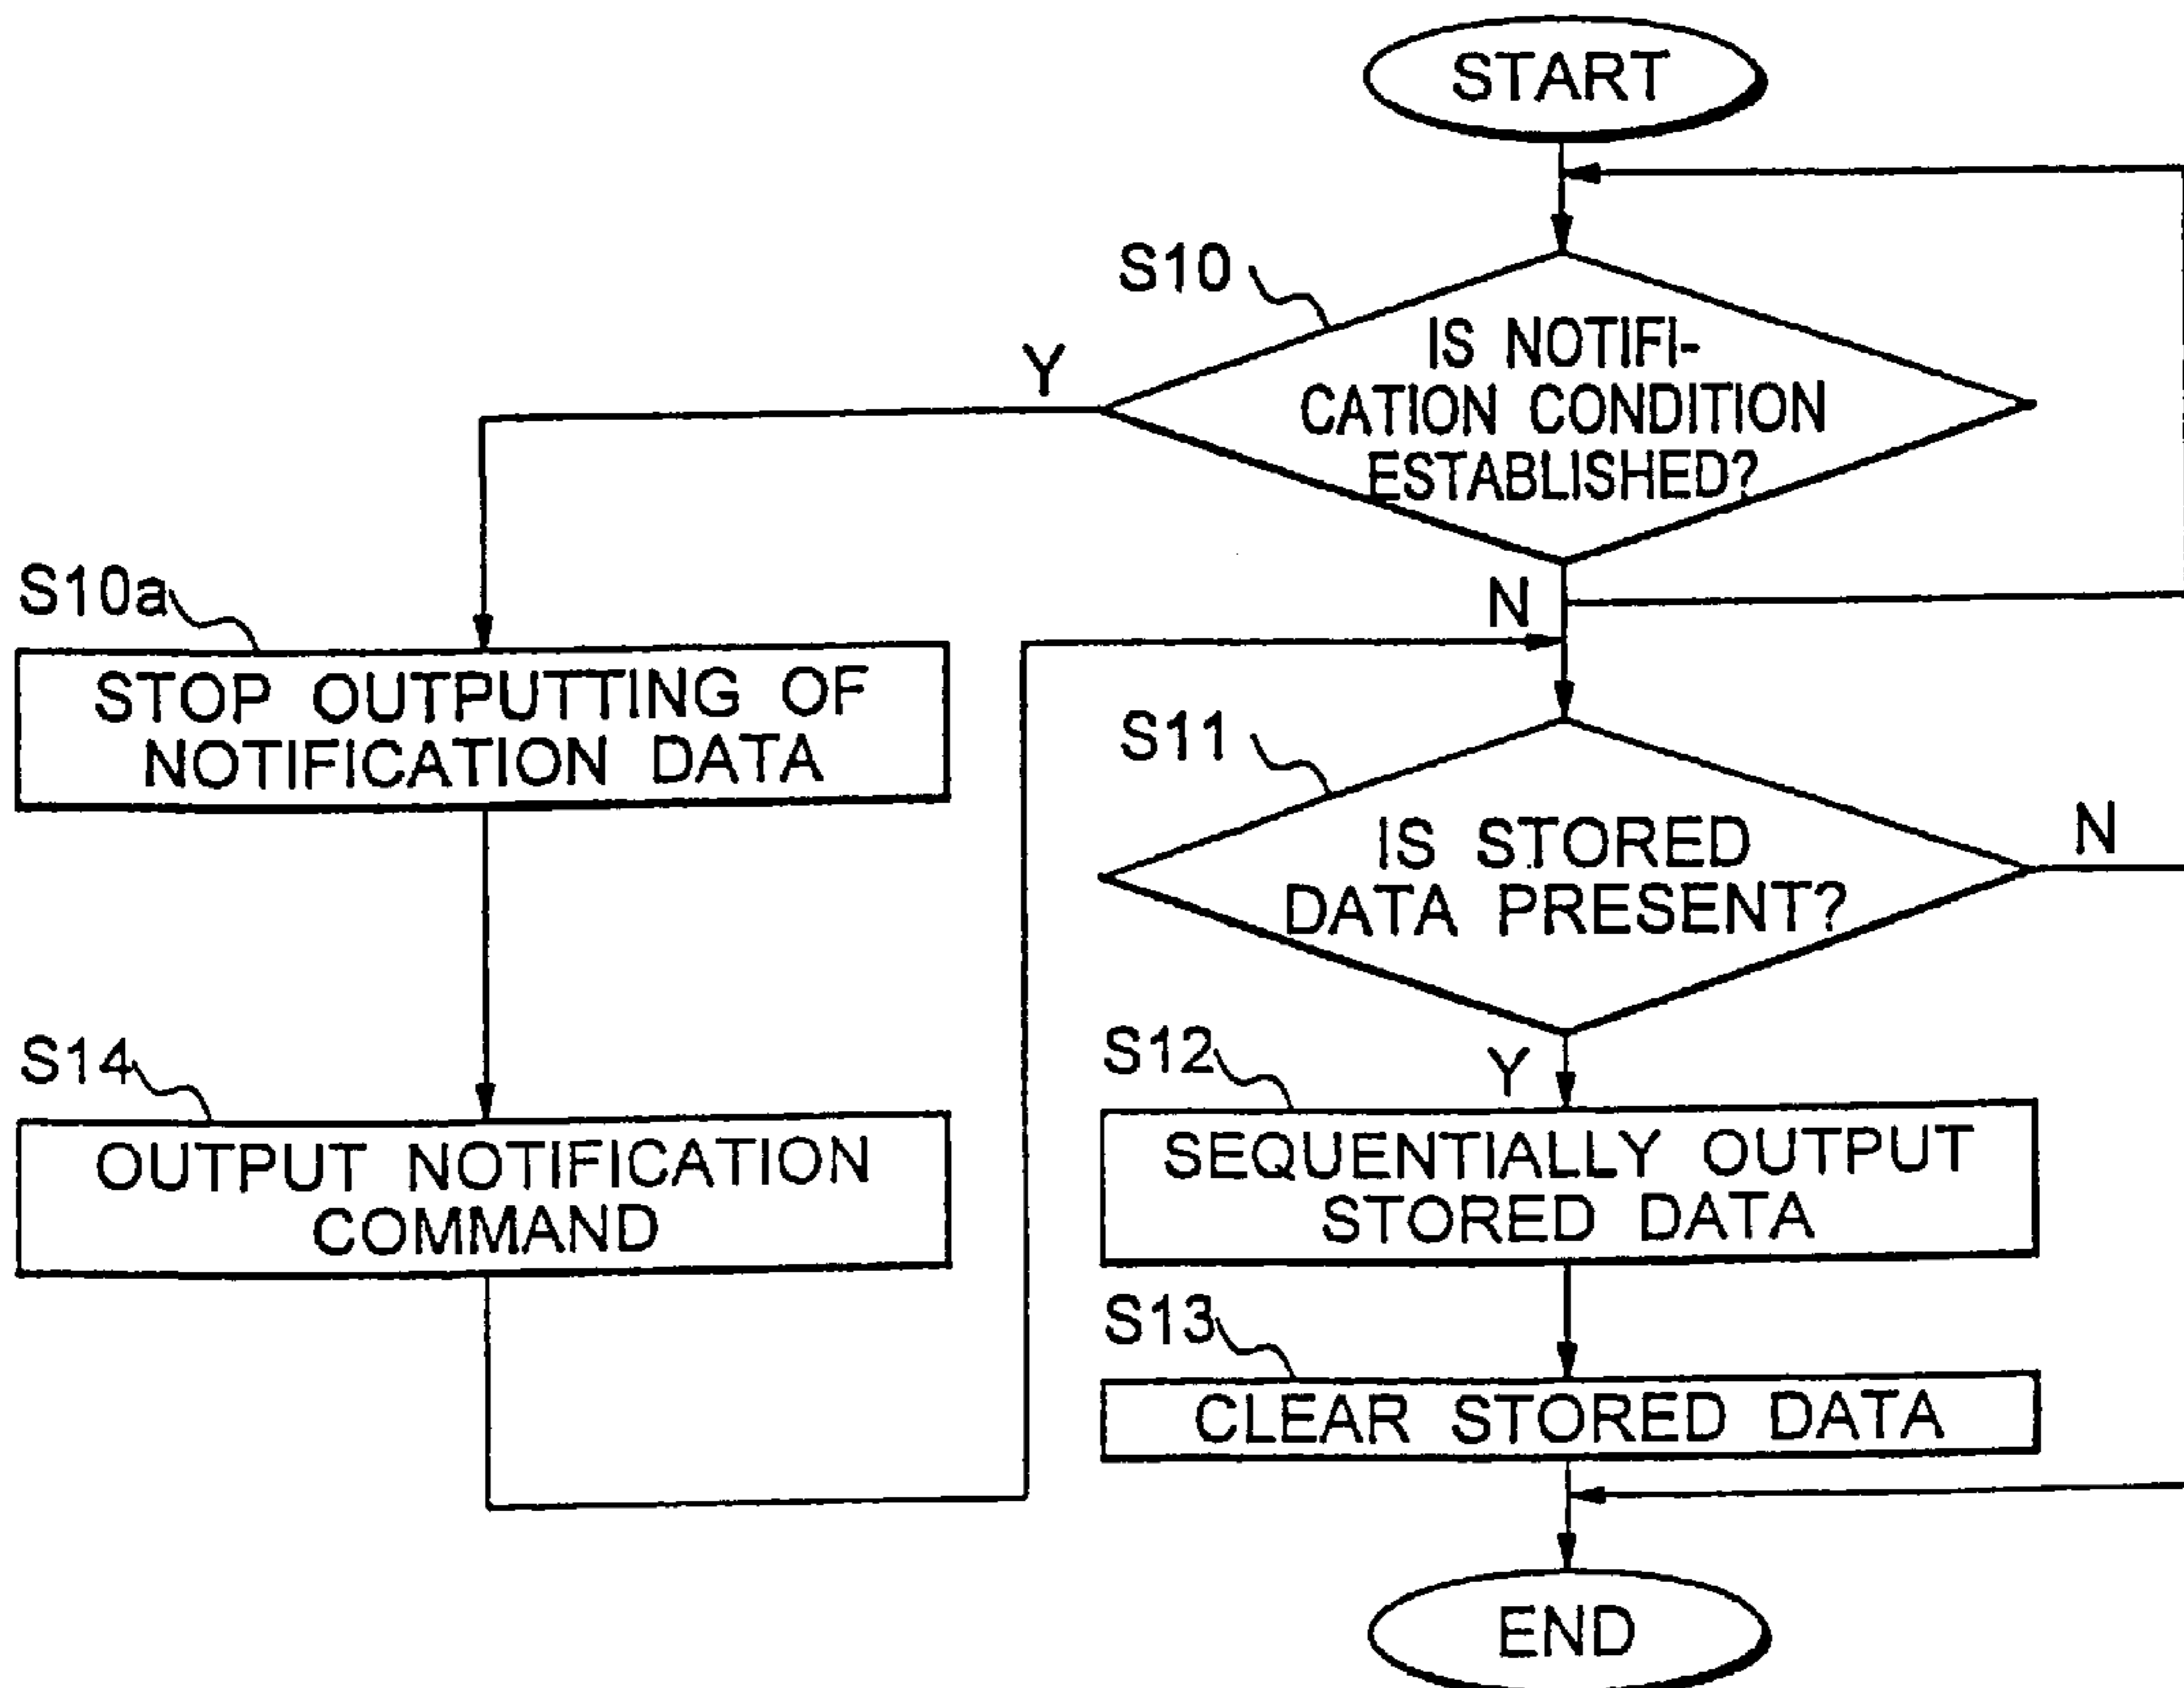 START
S10
IS NOTIFI-
CATION CONDITION
ESTABLISHED?
Y
N
S10a
STOP OUTPUTTING OF
NOTIFICATION DATA
S11
IS STORED
DATA PRESENT?
N
Y
S14
OUTPUT NOTIFICATION
COMMAND
S12
SEQUENTIALLY OUTPUT
STORED DATA
S13
CLEAR STORED DATA
END